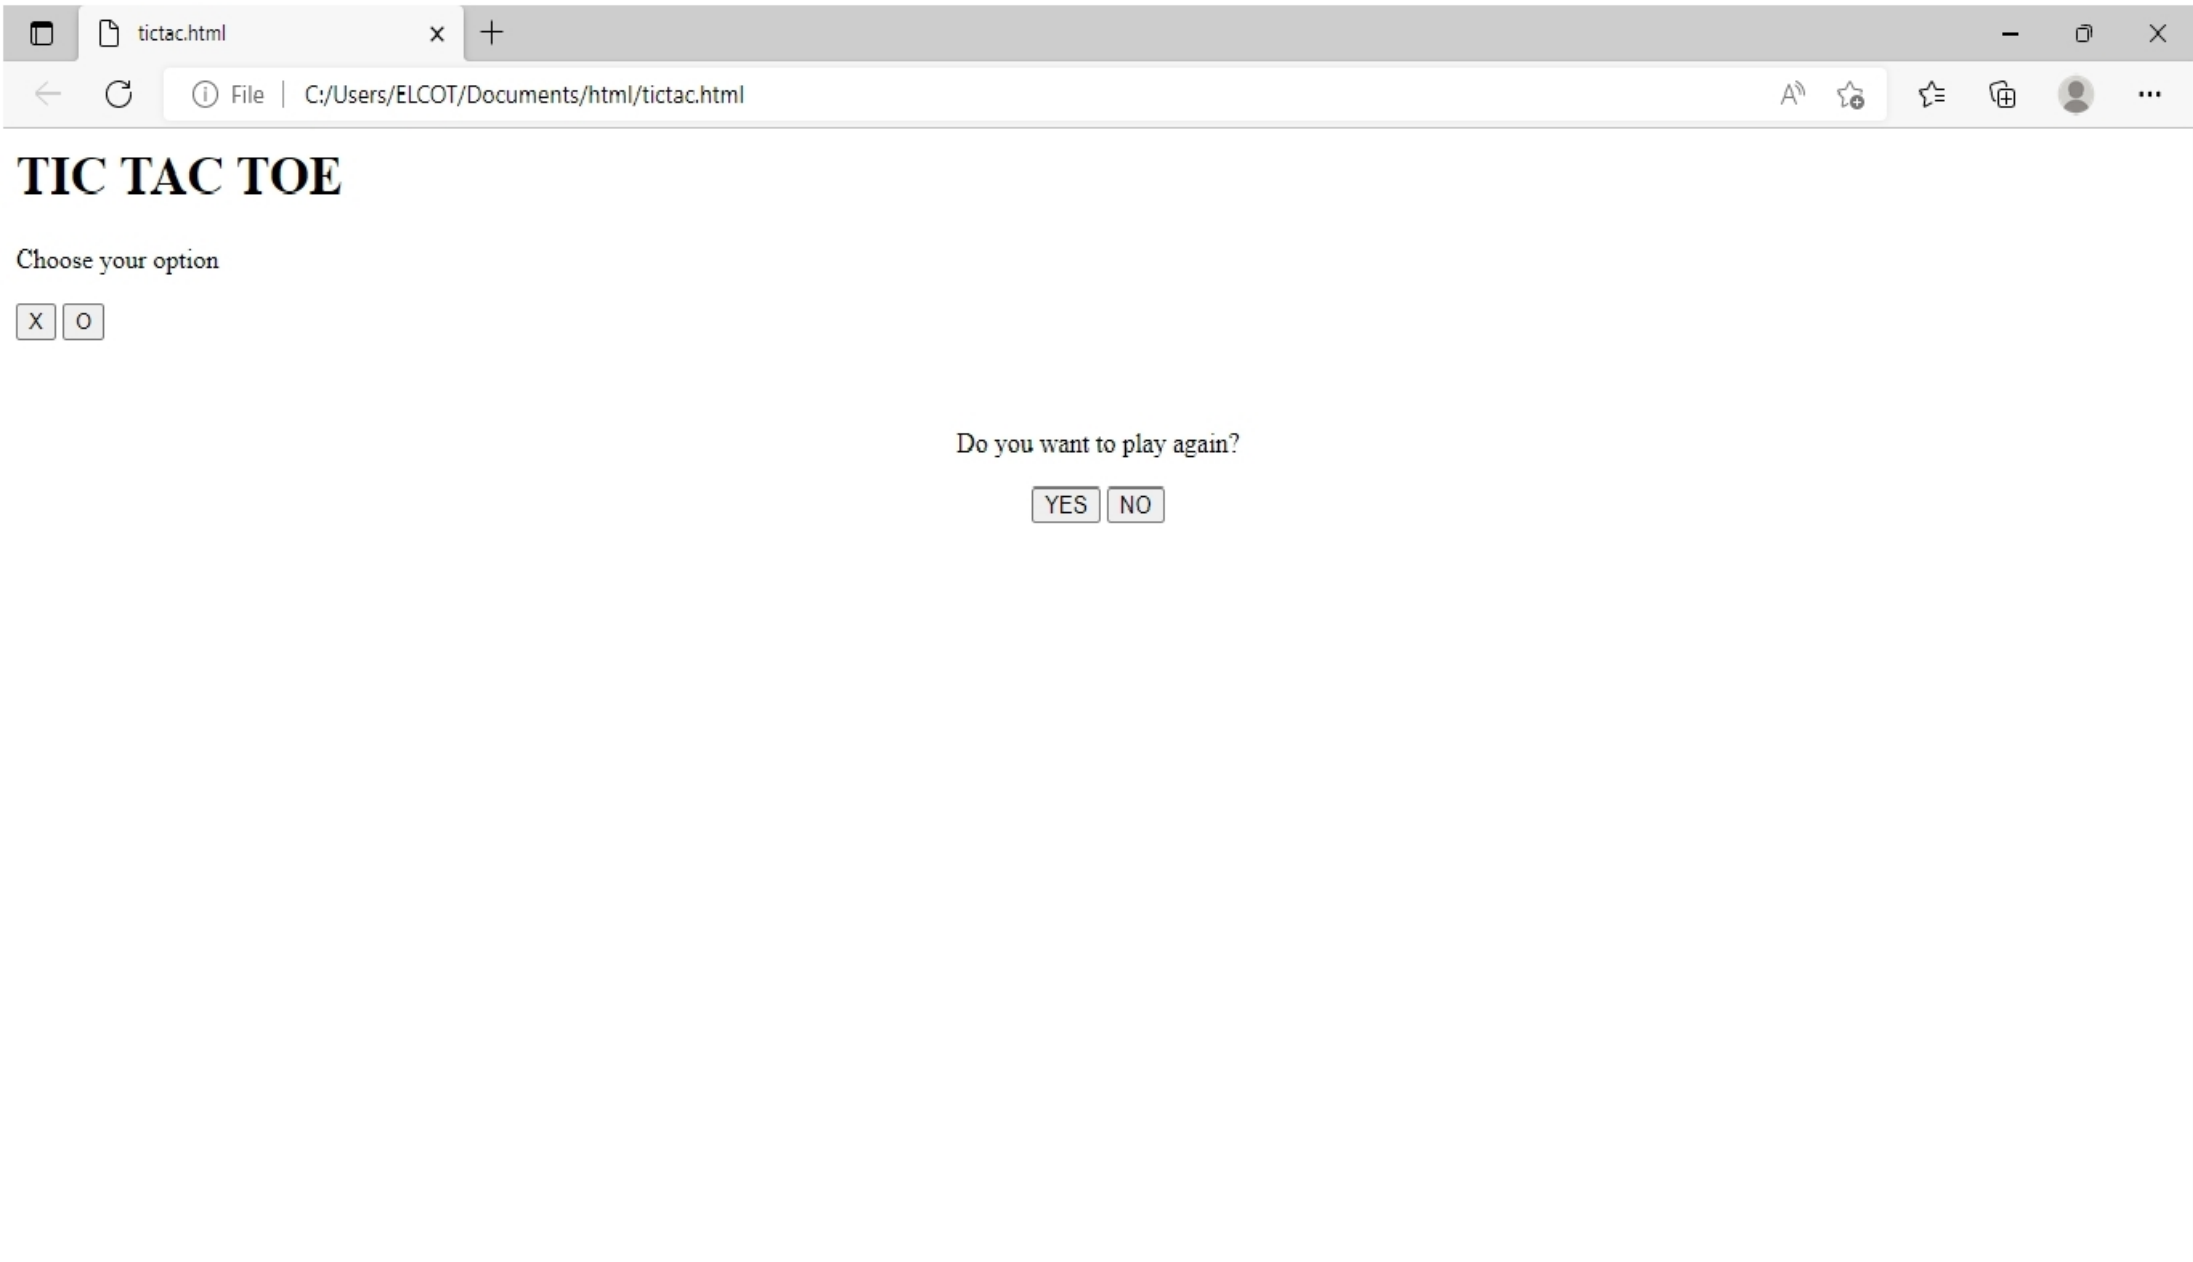 tictac.html
File C:/Users/ELCOT/Documents/html/tictac.html
TIC TAC TOE
Choose your option
X O
Do you want to play again?
YES NO